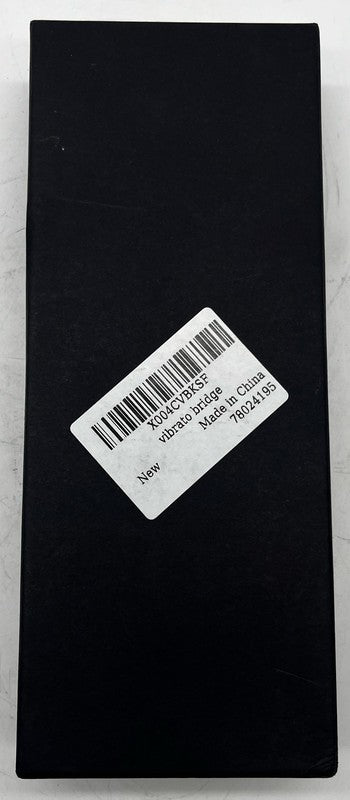 X004CVBKSF
vibrato bridge
New
Made in China
78024195